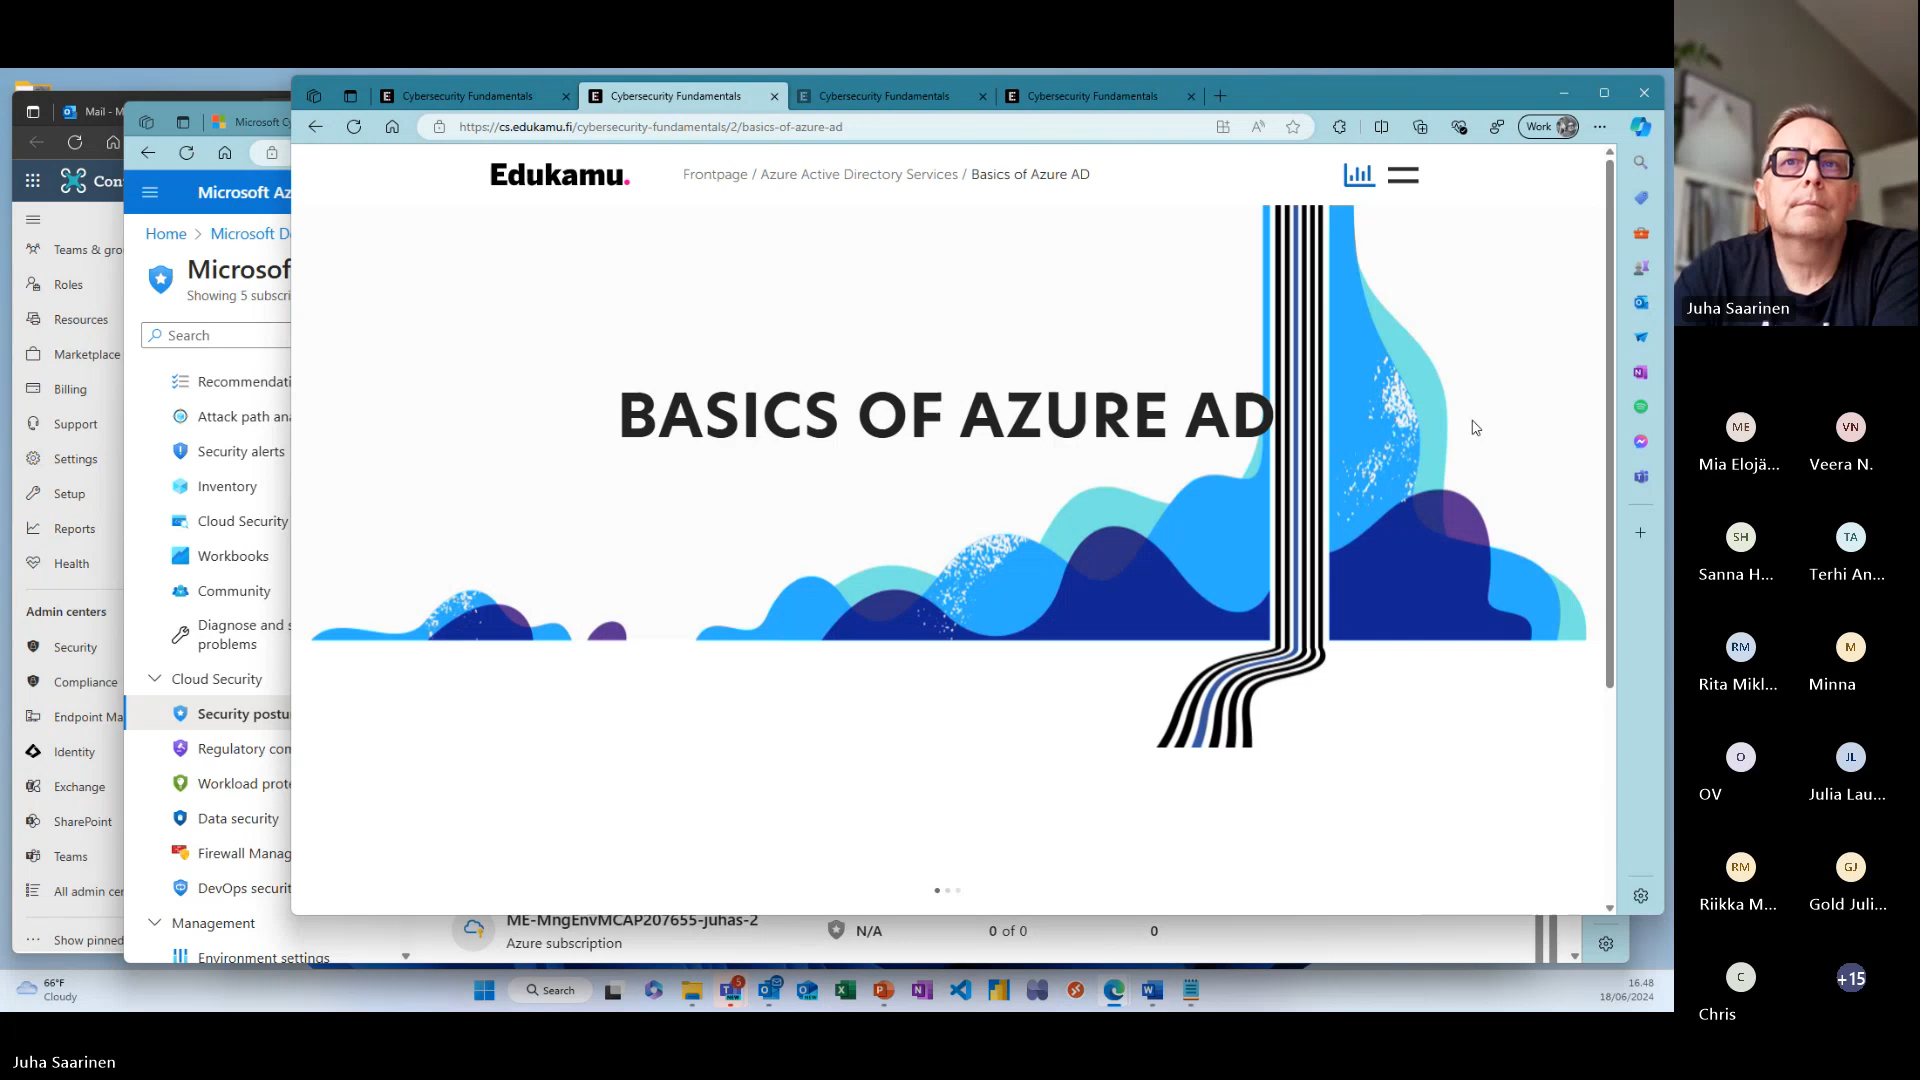 Mail - M
Microsoft Cy
Cybersecurity Fundamentals
Cybersecurity Fundamentals
Cybersecurity Fundamentals
Cybersecurity Fundamentals
https://cs.edukamu.fi/cybersecurity-fundamentals/2/basics-of-azure-ad
Work
Edukamu.
Frontpage / Azure Active Directory Services / Basics of Azure AD
BASICS OF AZURE AD
Con
Teams & gro
Roles
Resources
Marketplace
Billing
Support
Settings
Setup
Reports
Health
Admin centers
Security
Compliance
Endpoint Ma
Identity
Exchange
SharePoint
Teams
All admin cen
Show pinned
Microsoft Az
Home > Microsoft D
Microsof
Showing 5 subscri
Search
Recommendati
Attack path ana
Security alerts
Inventory
Cloud Security
Workbooks
Community
Diagnose and s
problems
Cloud Security
Security postu
Regulatory com
Workload prote
Data security
Firewall Manag
DevOps securit
Management
Environment settings
ME-MngEnvMCAP207655-juhas-2
Azure subscription
N/A
0 of 0
0
66°F
Cloudy
Search
5
16.48
18/06/2024
Juha Saarinen
ME
Mia Elojä...
VN
Veera N.
SH
Sanna H...
TA
Terhi An...
RM
Rita Mikl...
M
Minna
O
OV
JL
Julia Lau...
RM
Riikka M...
GJ
Gold Juli...
C
Chris
+15
Juha Saarinen